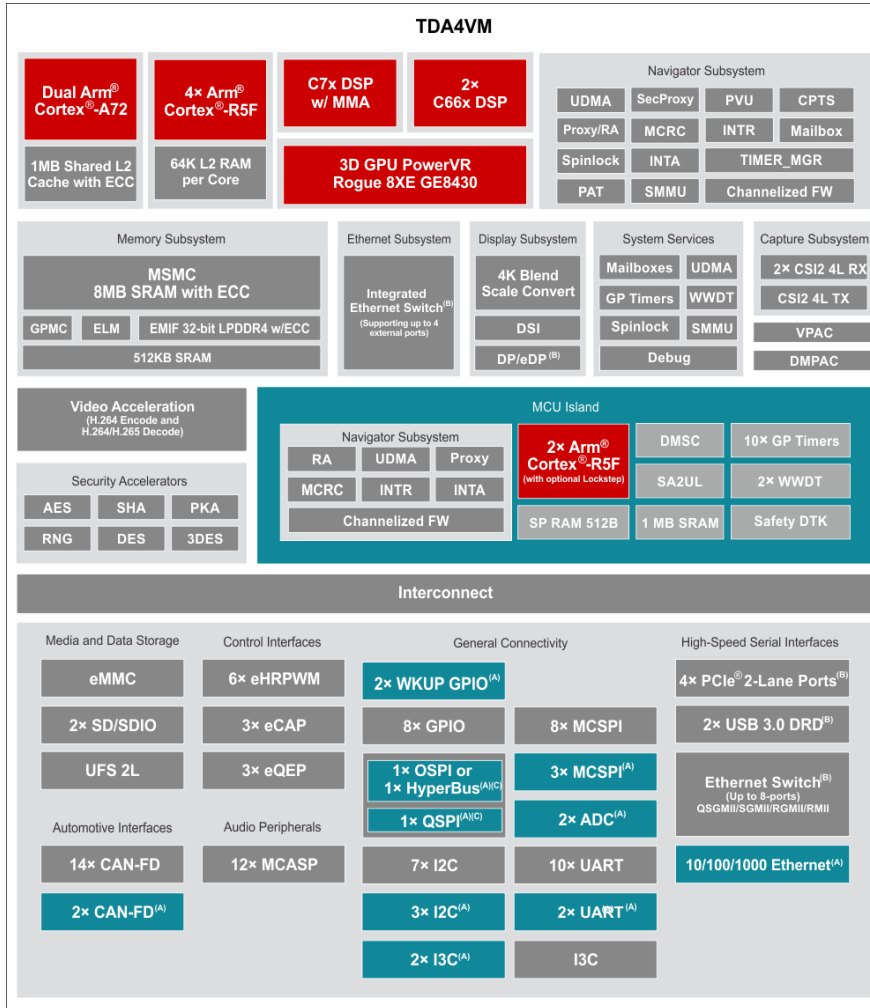 TDA4VM
Dual Arm®
Cortex®-A72
1MB Shared L2
Cache with ECC
4× Arm®
Cortex®-R5F
64K L2 RAM
per Core
C7x DSP
w/ MMA
2×
C66x DSP
3D GPU PowerVR
Rogue 8XE GE8430
Navigator Subsystem
UDMA
SecProxy
PVU
CPTS
Proxy/RA
MCRC
INTR
Mailbox
Spinlock
INTA
TIMER_MGR
PAT
SMMU
Channelized FW
Memory Subsystem
MSMC
8MB SRAM with ECC
GPMC
ELM
EMIF 32-bit LPDDR4 w/ECC
512KB SRAM
Ethernet Subsystem
Integrated
Ethernet Switch(B)
(Supporting up to 4
external ports)
Display Subsystem
4K Blend
Scale Convert
DSI
DP/eDP(B)
System Services
Mailboxes
UDMA
GP Timers
WWDT
Spinlock
SMMU
Debug
Capture Subsystem
2× CSI2 4L RX
CSI2 4L TX
VPAC
DMPAC
Video Acceleration
(H.264 Encode and
H.264/H.265 Decode)
Security Accelerators
AES
SHA
PKA
RNG
DES
3DES
MCU Island
Navigator Subsystem
RA
UDMA
Proxy
MCRC
INTR
INTA
Channelized FW
2× Arm®
Cortex®-R5F
(with optional Lockstep)
DMSC
10× GP Timers
SA2UL
2× WWDT
SP RAM 512B
1 MB SRAM
Safety DTK
Interconnect
Media and Data Storage
eMMC
2× SD/SDIO
UFS 2L
Automotive Interfaces
14× CAN-FD
2× CAN-FD(A)
Control Interfaces
6× eHRPWM
3× eCAP
3× eQEP
Audio Peripherals
12× MCASP
General Connectivity
2× WKUP GPIO(A)
8× GPIO
8× MCSPI
1× OSPI or
1× HyperBus(A)(C)
1× QSPI(A)(C)
3× MCSPI(A)
2× ADC(A)
7× I2C
10× UART
3× I2C(A)
2× UART(A)
2× I3C(A)
I3C
High-Speed Serial Interfaces
4× PCIe® 2-Lane Ports(B)
2× USB 3.0 DRD(B)
Ethernet Switch(B)
(Up to 8-ports)
QSGMII/SGMII/RGMII/RMII
10/100/1000 Ethernet(A)